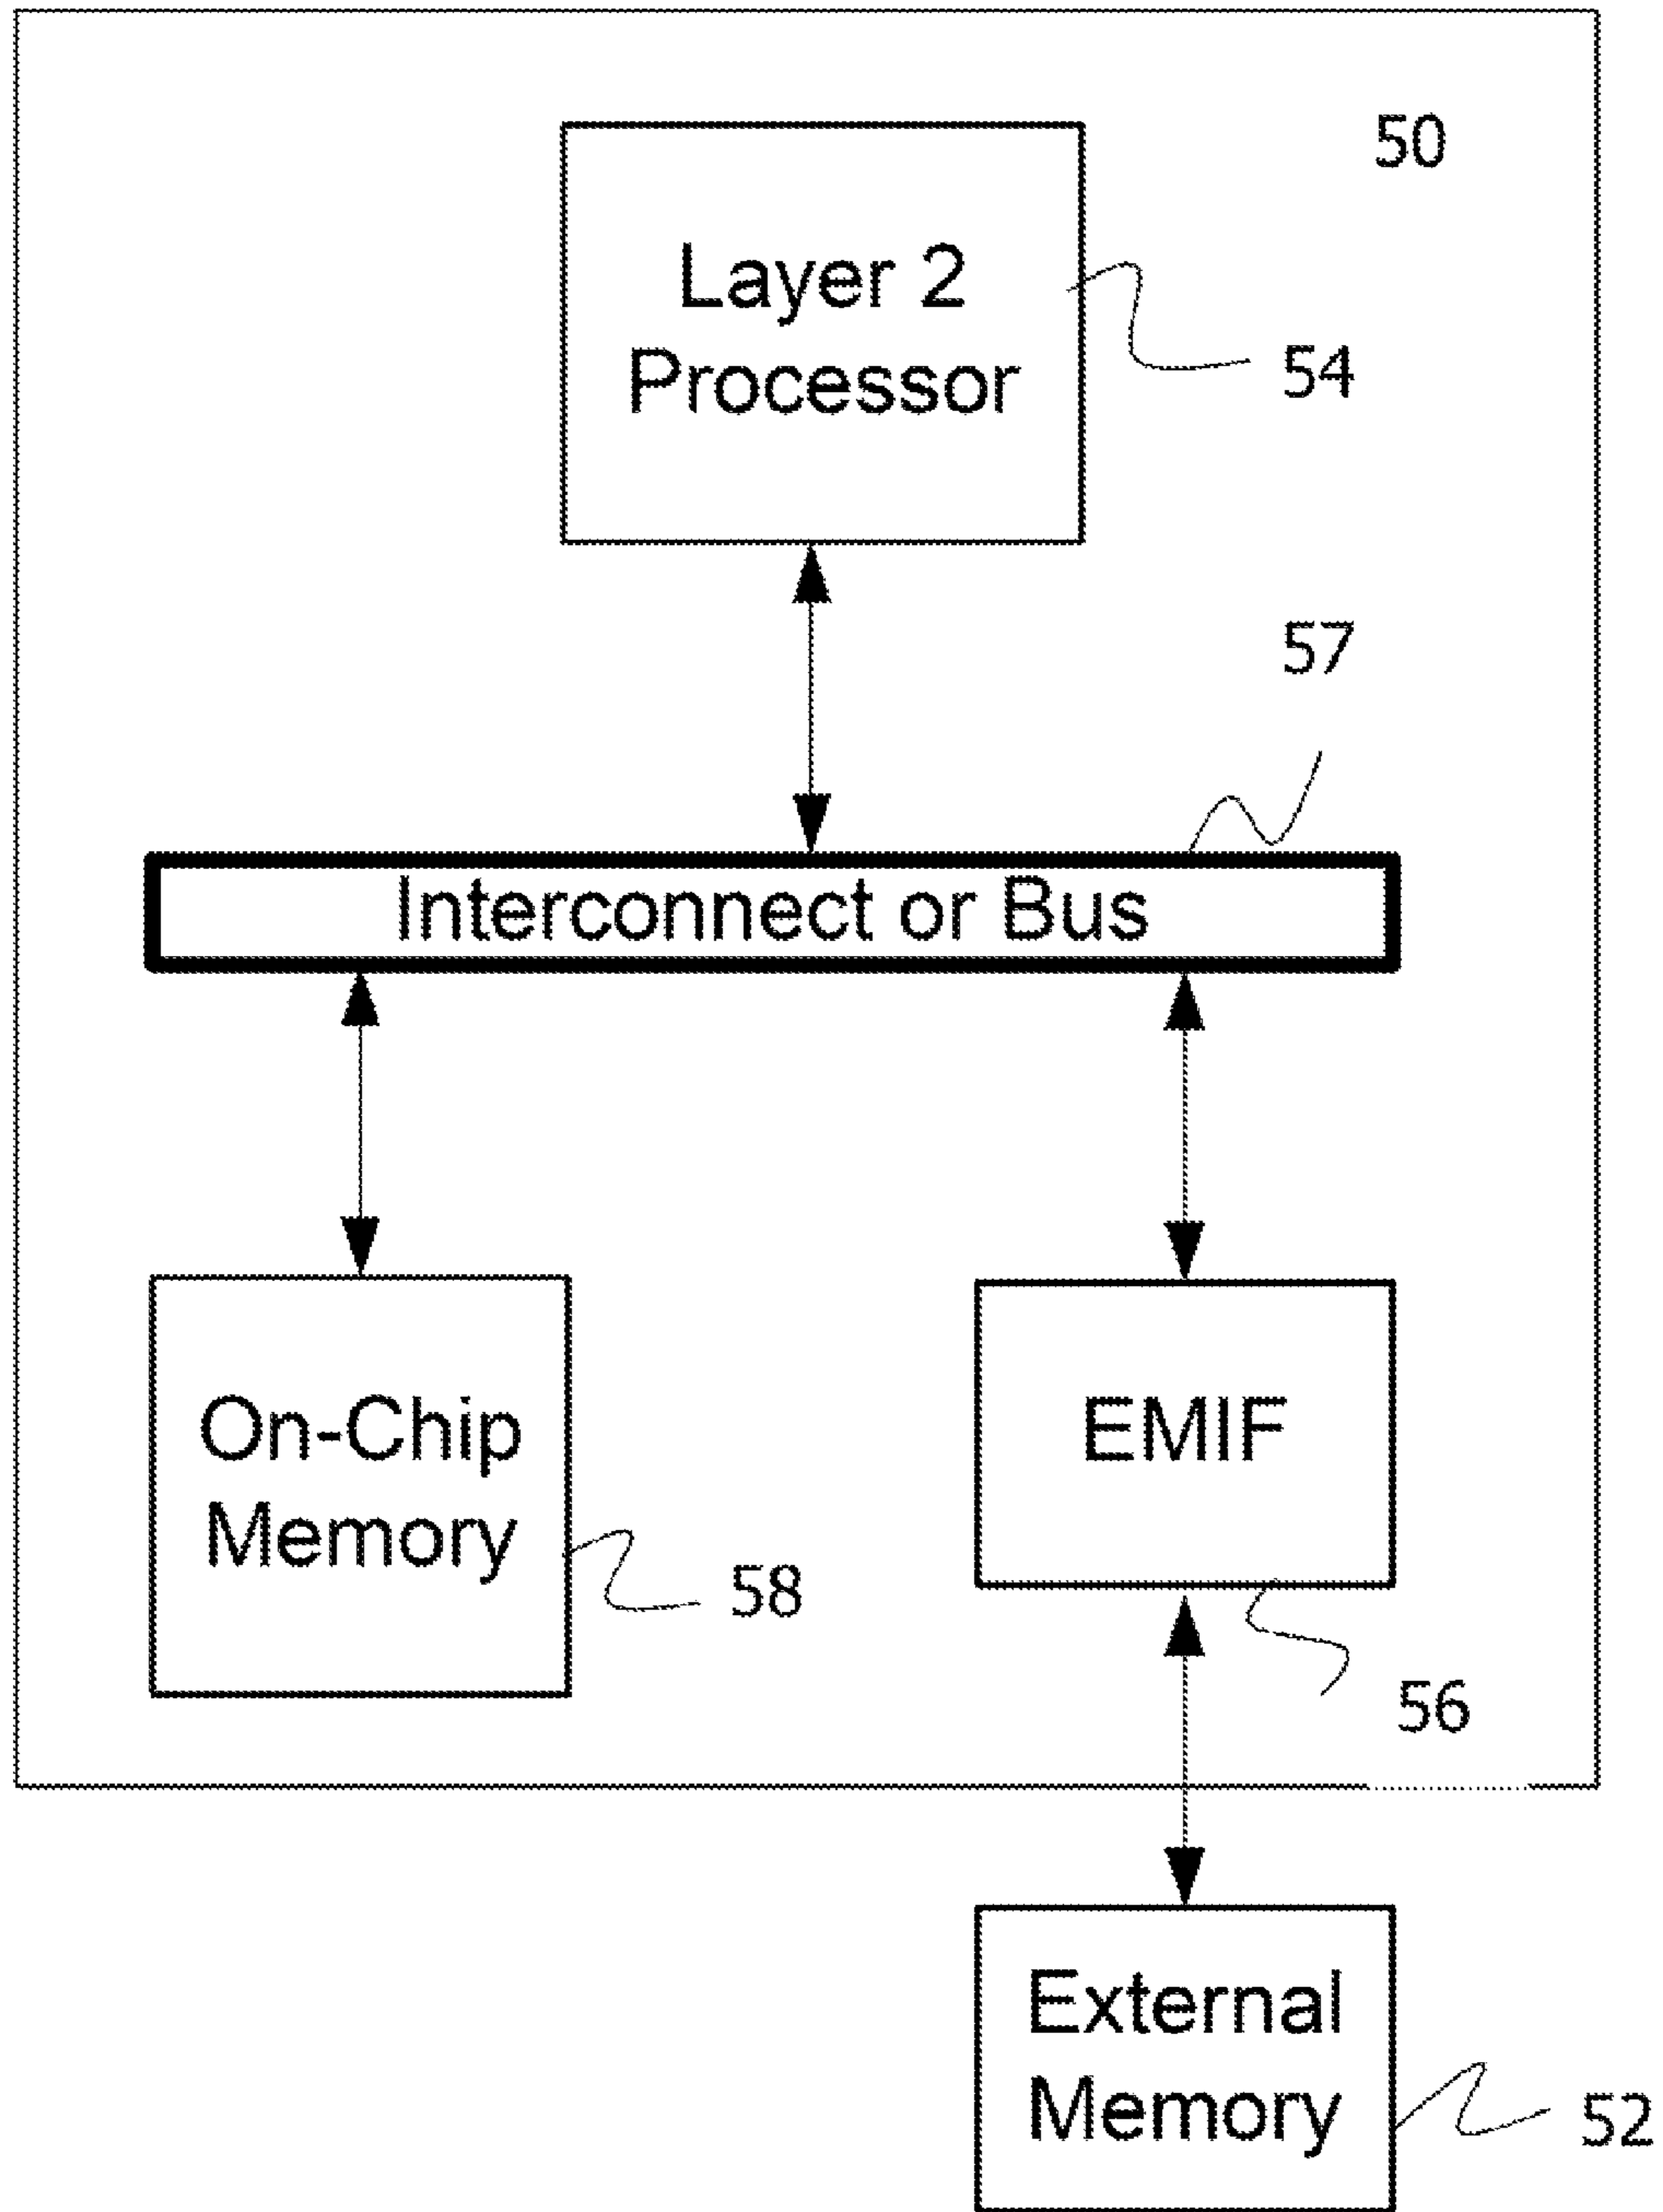 50
Layer 2
Processor
54
57
Interconnect or Bus
On-Chip
Memory
58
EMIF
56
External
Memory
52